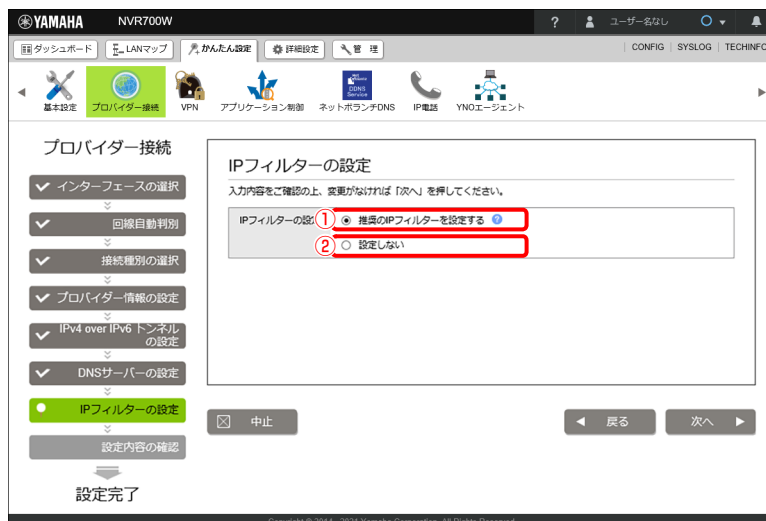 YAMAHA NVR700W ? ユーザー名なし
ダッシュボード LANマップ かんたん設定 詳細設定 管 理 CONFIG SYSLOG TECHINFO
DDNS
Service
基本設定 プロバイダー接続 VPN アプリケーション制御 ネットボランチDNS IP電話 YNOエージェント
プロバイダー接続
インターフェースの選択
回線自動判別
接続種別の選択
プロバイダー情報の設定
IPv4 over IPv6 トンネル
の設定
DNSサーバーの設定
IPフィルターの設定
設定内容の確認
設定完了
IPフィルターの設定
入力内容をご確認の上、変更がなければ「次へ」を押してください。
IPフィルターの設 ① 推奨のIPフィルターを設定する ?
② 設定しない
中止 戻る 次へ
Copyright © 2014 - 2021 Yamaha Corporation. All Rights Reserved.